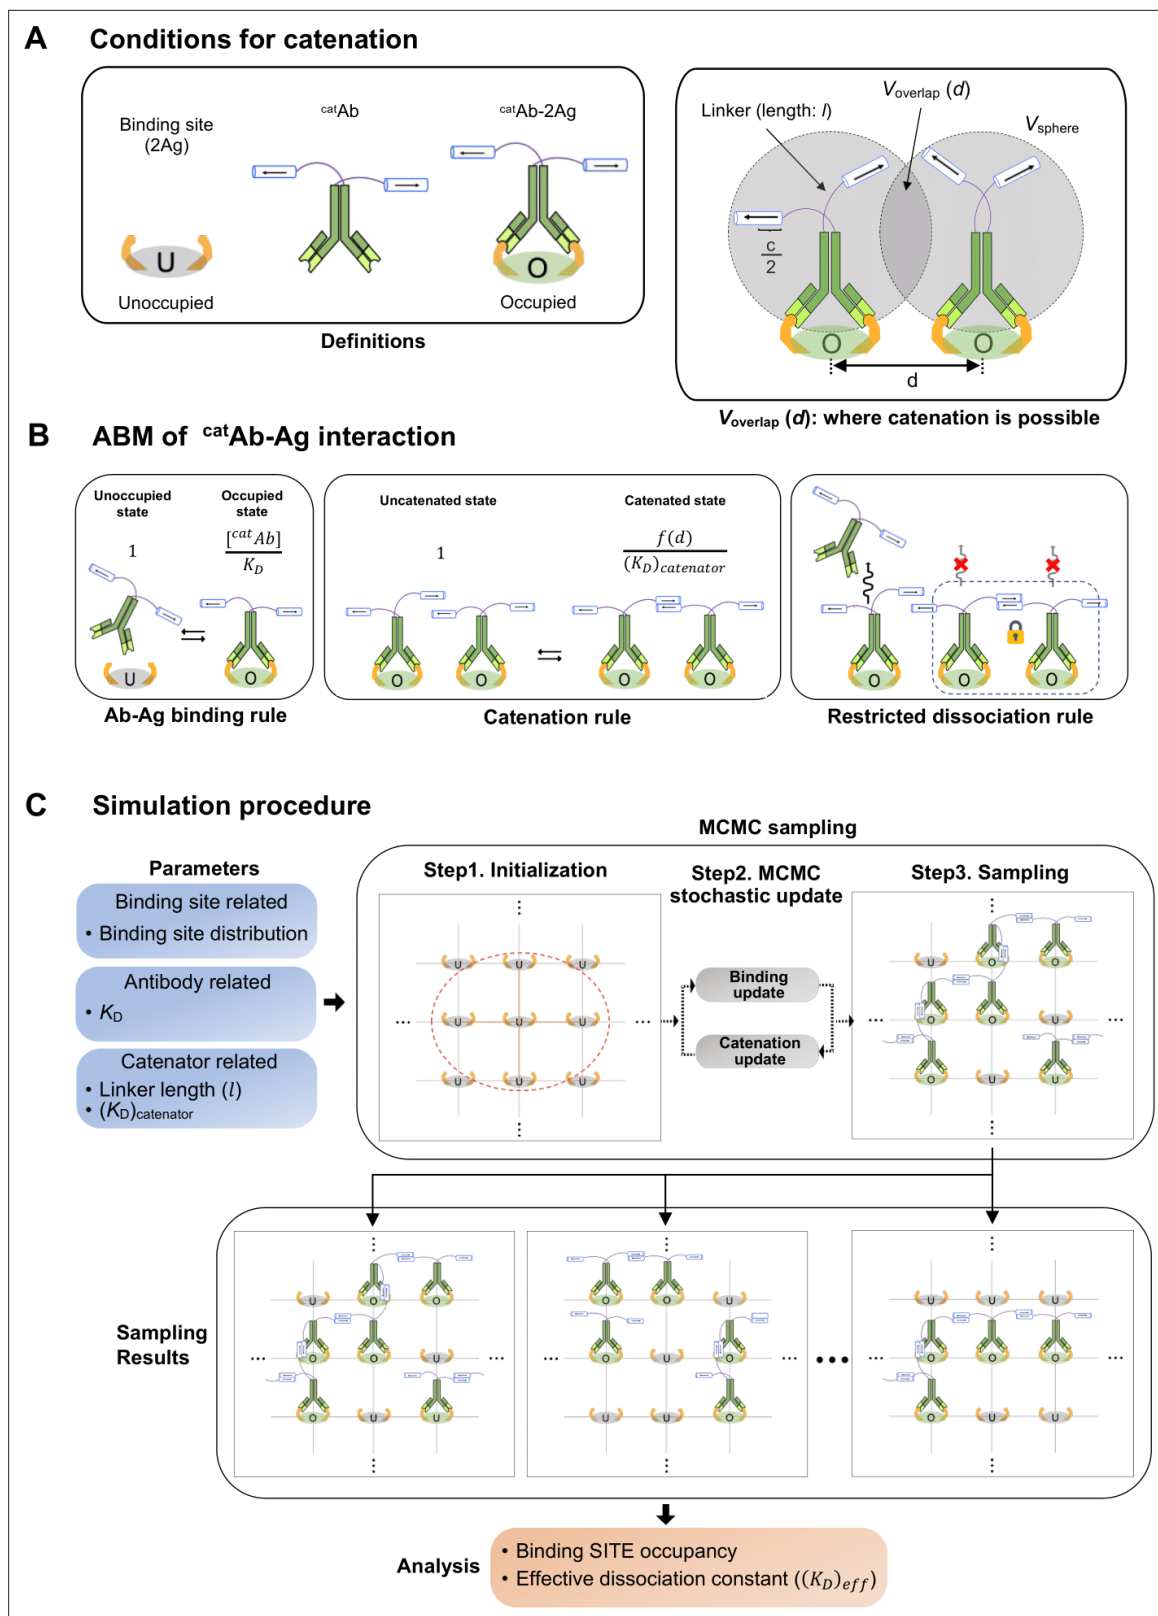 A Conditions for catenation
Binding site
(2Ag)
catAb
catAb-2Ag
U
O
Unoccupied
Occupied
Definitions
Voverlap (d)
Linker (length: l)
Vsphere
c
2
O
O
d
Voverlap (d): where catenation is possible
B ABM of catAb-Ag interaction
Unoccupied
state
Occupied
state
1
[catAb]
KD
U
O
Ab-Ag binding rule
Uncatenated state
Catenated state
1
f(d)
(KD)catenator
O O O O
Catenation rule
O O O
Restricted dissociation rule
C Simulation procedure
MCMC sampling
Parameters
Binding site related
• Binding site distribution
Antibody related
• KD
Catenator related
• Linker length (l)
• (KD)catenator
Step1. Initialization
U U U
... U U U ...
U U U
Step2. MCMC
stochastic update
Binding
update
Catenation
update
Step3. Sampling
U O O
... O O U ...
O U U
Sampling
Results
U O O
... O O U ...
O U U
O O U
O U O ...
U U O
...
U U U
... O O O
O U U
Analysis
• Binding SITE occupancy
• Effective dissociation constant ((KD)eff)